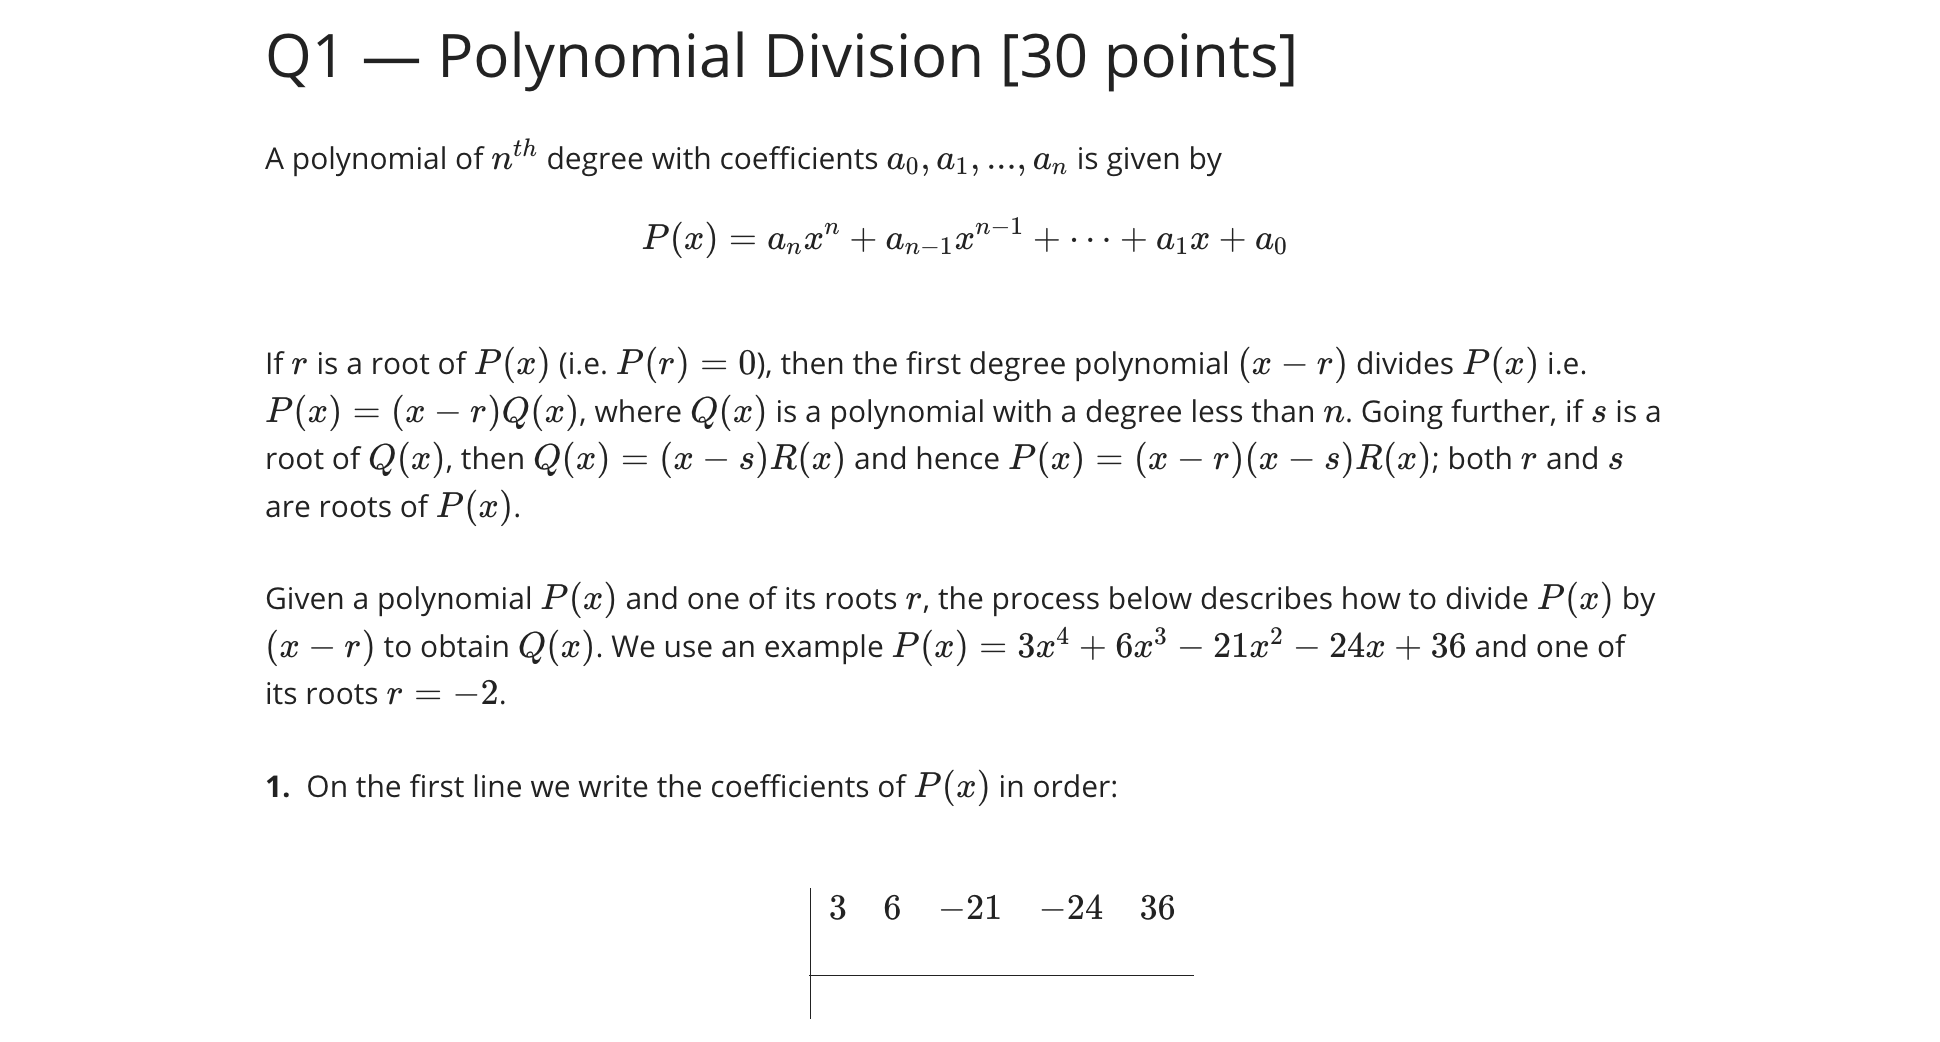 Q1 — Polynomial Division [30 points]
A polynomial of $n^{th}$ degree with coefficients $a_0, a_1, ..., a_n$ is given by
$P(x) = a_n x^n + a_{n-1} x^{n-1} + \cdots + a_1 x + a_0$
If $r$ is a root of $P(x)$ (i.e. $P(r) = 0$), then the first degree polynomial $(x - r)$ divides $P(x)$ i.e.
$P(x) = (x - r)Q(x)$, where $Q(x)$ is a polynomial with a degree less than $n$. Going further, if $s$ is a
root of $Q(x)$, then $Q(x) = (x - s)R(x)$ and hence $P(x) = (x - r)(x - s)R(x)$; both $r$ and $s$
are roots of $P(x)$.
Given a polynomial $P(x)$ and one of its roots $r$, the process below describes how to divide $P(x)$ by
$(x - r)$ to obtain $Q(x)$. We use an example $P(x) = 3x^4 + 6x^3 - 21x^2 - 24x + 36$ and one of
its roots $r = -2$.
1. On the first line we write the coefficients of $P(x)$ in order:
3 6 −21 −24 36